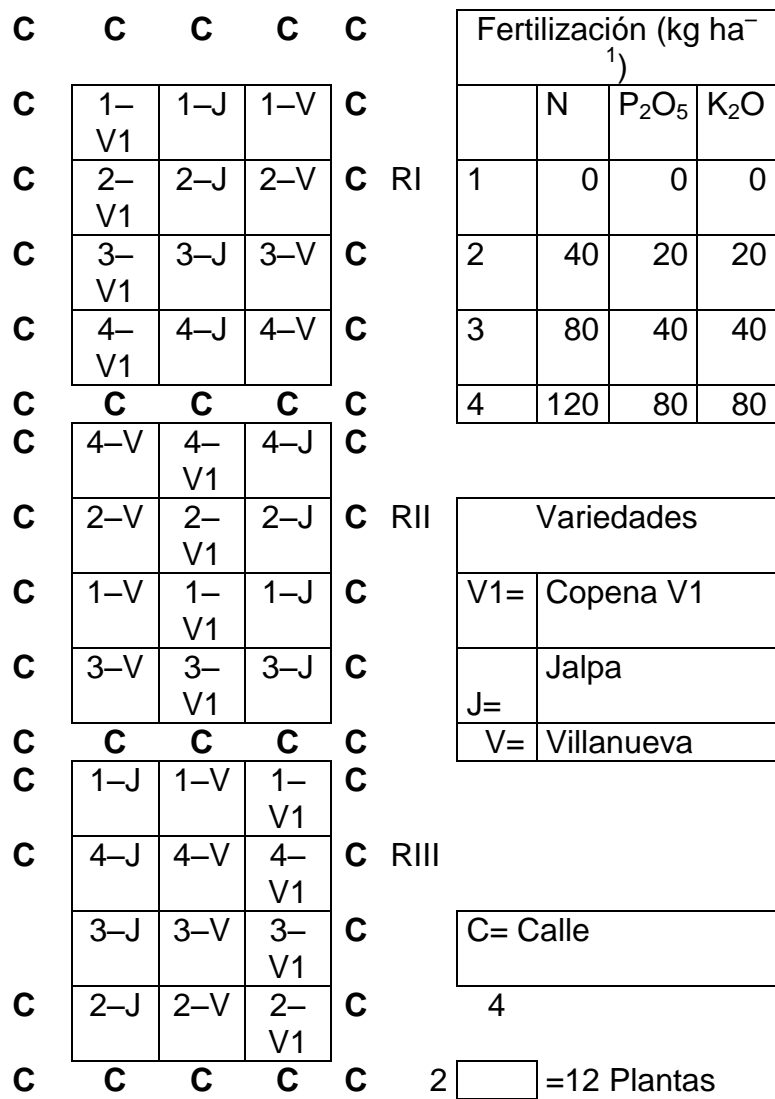 C C C C C Fertilización (kg ha–
1)
C 1– 1–J 1–V C N P2O5 K2O
V1
C 2– 2–J 2–V C RI 1 0 0 0
V1
C 3– 3–J 3–V C 2 40 20 20
V1
C 4– 4–J 4–V C 3 80 40 40
V1
C C C C C 4 120 80 80
C 4–V 4– 4–J C
V1
C 2–V 2– 2–J C RII Variedades
V1
C 1–V 1– 1–J C V1= Copena V1
V1
C 3–V 3– 3–J C Jalpa
V1 J=
C C C C C V= Villanueva
C 1–J 1–V 1– C
V1
C 4–J 4–V 4– C RIII
V1
3–J 3–V 3– C C= Calle
V1
C 2–J 2–V 2– C 4
V1
C C C C C 2 =12 Plantas